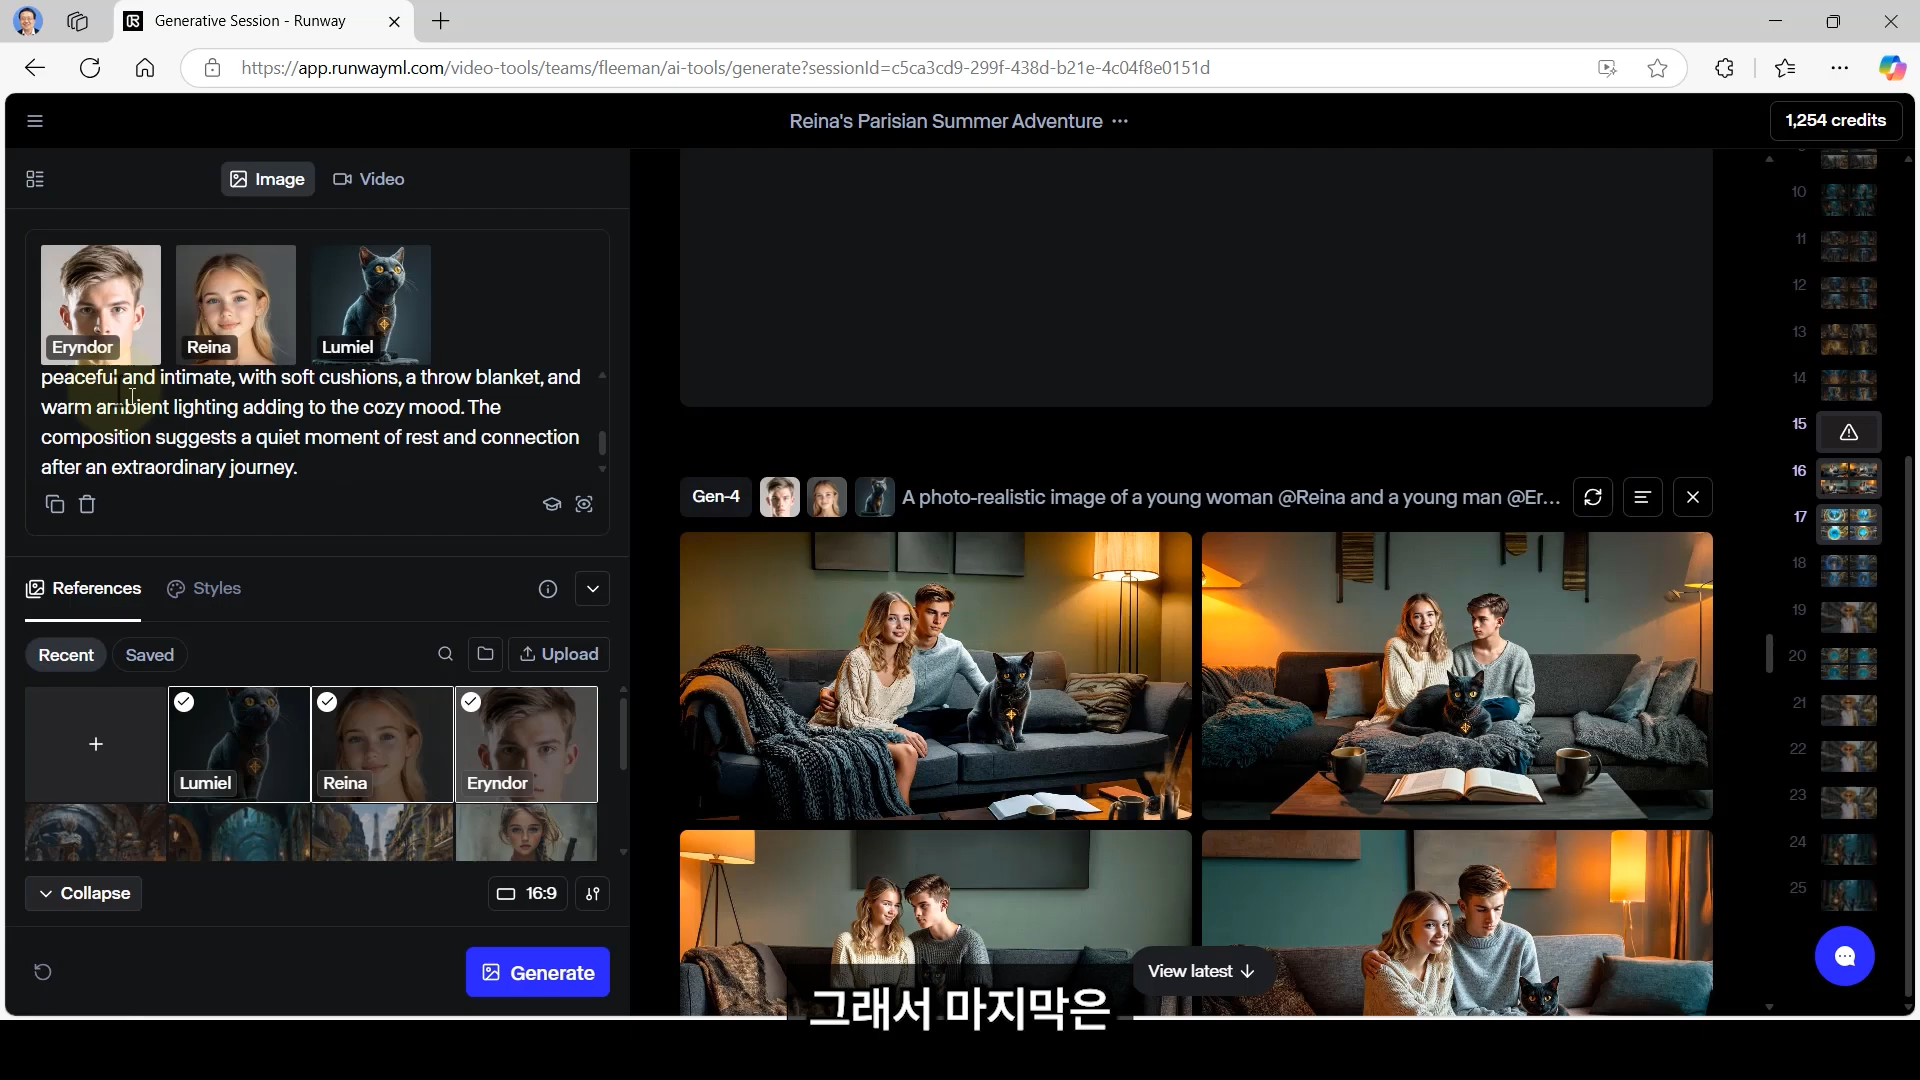 Generative Session - Runway
https://app.runwayml.com/video-tools/teams/fleeman/ai-tools/generate?sessionId=c5ca3cd9-299f-438d-b21e-4c04f8e0151d
Reina's Parisian Summer Adventure
1,254 credits
Image
Video
Eryndor
Reina
Lumiel
peaceful and intimate, with soft cushions, a throw blanket, and
warm ambient lighting adding to the cozy mood. The
composition suggests a quiet moment of rest and connection
after an extraordinary journey.
References
Styles
Recent
Saved
Upload
Lumiel
Reina
Eryndor
Collapse
16:9
Generate
Gen-4
A photo-realistic image of a young woman @Reina and a young man @Er...
View latest
10
11
12
13
14
15
16
17
18
19
20
21
22
23
24
25
그래서 마지막은